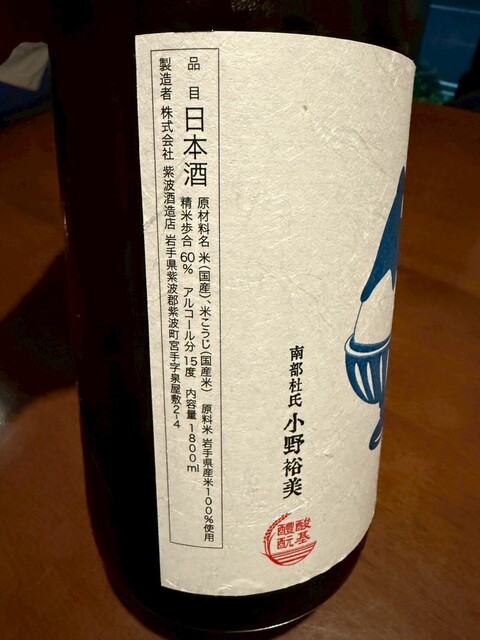 品目 日本酒
原材料名 米(国産)、米こうじ(国産米) 原料米 岩手県産米100%使用
精米歩合 60% アルコール分 15度 内容量 1800ml
製造者 株式会社 紫波酒造店 岩手県紫波郡紫波町宮手字泉屋敷2-4
南部杜氏 小野裕美
酸基
醴酛